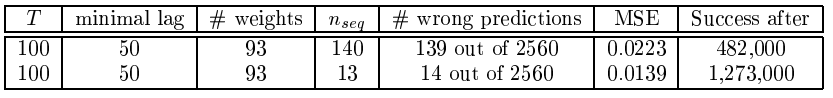 T minimal lag # weights n_seq # wrong predictions MSE Success after
100 50 93 140 139 out of 2560 0.0223 482,000
100 50 93 13 14 out of 2560 0.0139 1,273,000